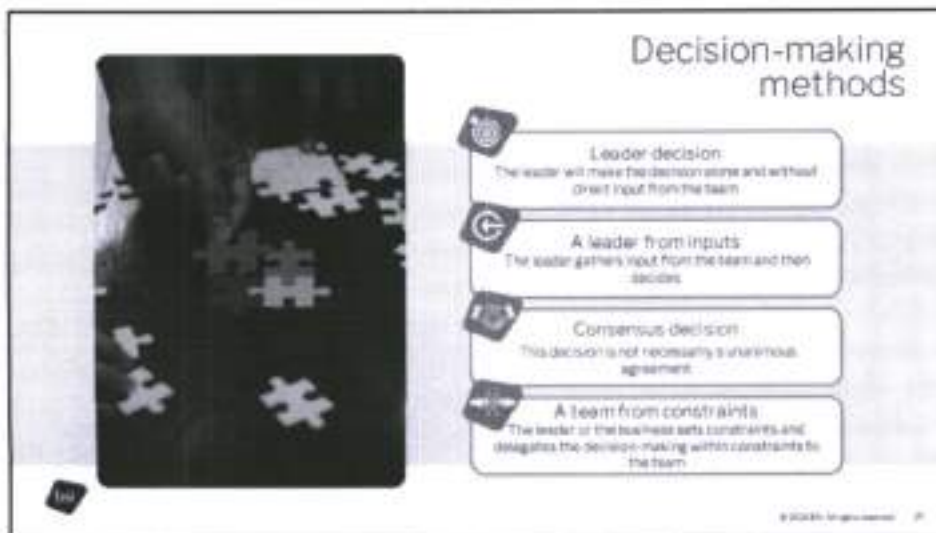 Decision-making
methods
Leader decision
The leader will make the decision alone and without
direct input from the team
A leader from inputs
The leader gathers input from the team and then
decides
Consensus decision
This decision is not necessarily a unanimous
agreement
A team from constraints
The leader or the business sets constraints and
delegates the decision-making within constraints to
the team
All rights reserved